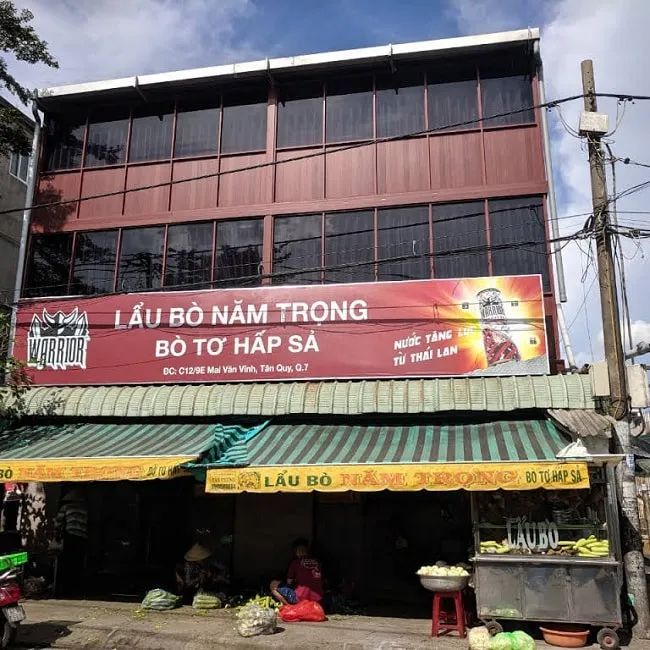 LẨU BÒ NĂM TRỌNG
BÒ TƠ HẤP SẢ
ĐC: C12/9E Mai Văn Vĩnh, Tân Quy, Q.7
WARRIOR
NƯỚC TĂNG LỰC
TỪ THÁI LAN
WARRIOR
BÒ NĂM TRỌNG
LẨU BÒ NĂM TRỌNG BÒ TƠ HẤP SẢ
LẨU BÒ